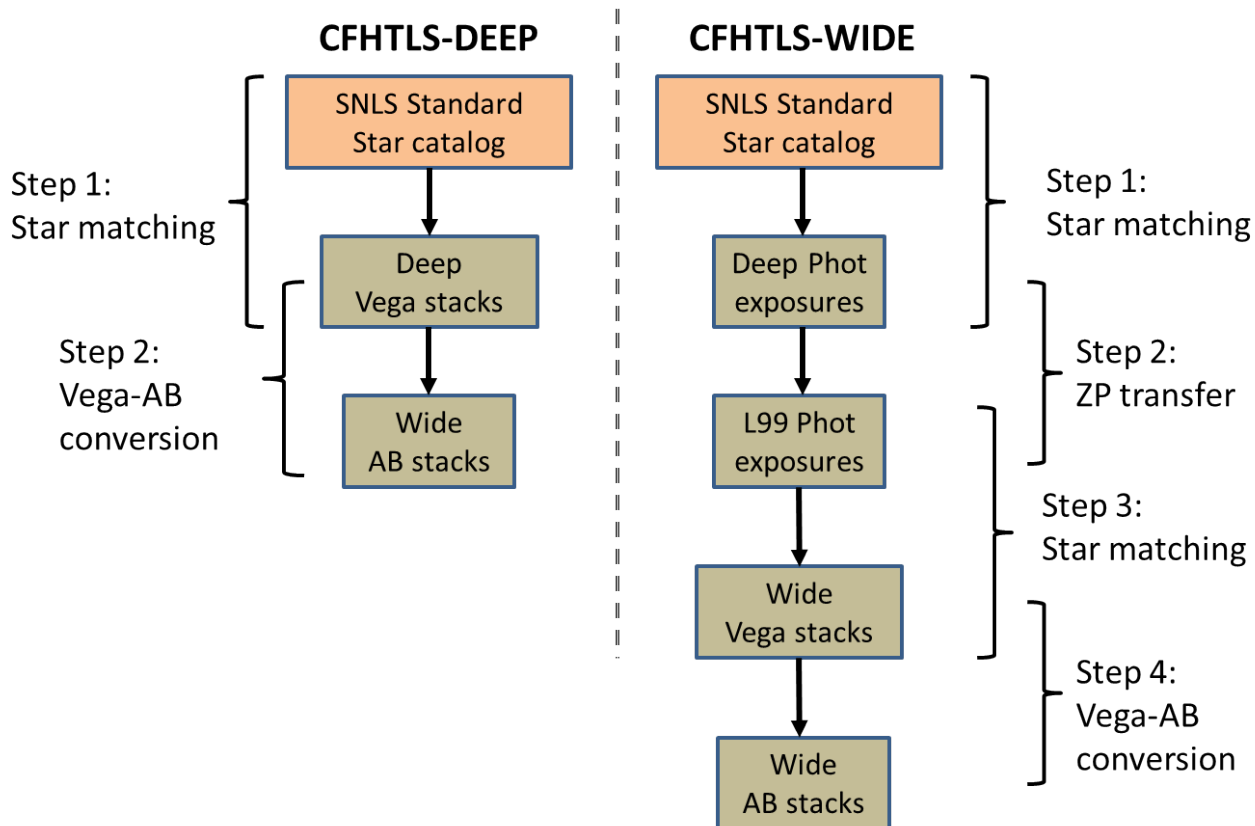 CFHTLS-DEEP
SNLS Standard
Star catalog
Step 1:
Star matching
Deep
Vega stacks
Step 2:
Vega-AB
conversion
Wide
AB stacks
CFHTLS-WIDE
SNLS Standard
Star catalog
Step 1:
Star matching
Deep Phot
exposures
Step 2:
ZP transfer
L99 Phot
exposures
Step 3:
Star matching
Wide
Vega stacks
Step 4:
Vega-AB
conversion
Wide
AB stacks